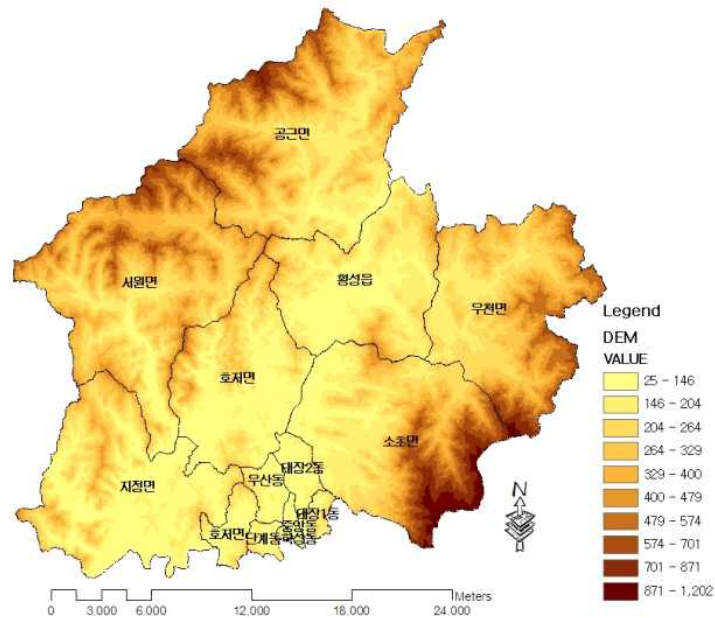 공근면
서원면
횡성읍
우천면
호저면
소초면
지정면
태장2동
우산동
태장1동
호저면
단계동
Legend
DEM
VALUE
25 - 146
146 - 204
204 - 264
264 - 329
329 - 400
400 - 479
479 - 574
574 - 701
701 - 871
871 - 1,202
N
Meters
0 3,000 6,000 12,000 18,000 24,000